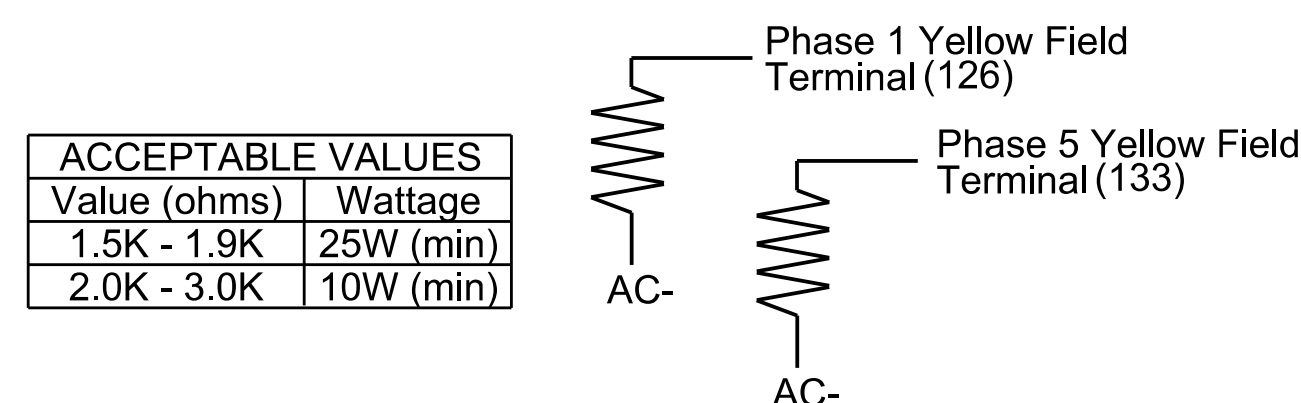 ACCEPTABLE VALUES
Value (ohms) Wattage
1.5K - 1.9K 25W (min)
2.0K - 3.0K 10W (min)
Phase 1 Yellow Field
Terminal (126)
AC-
Phase 5 Yellow Field
Terminal (133)
AC-